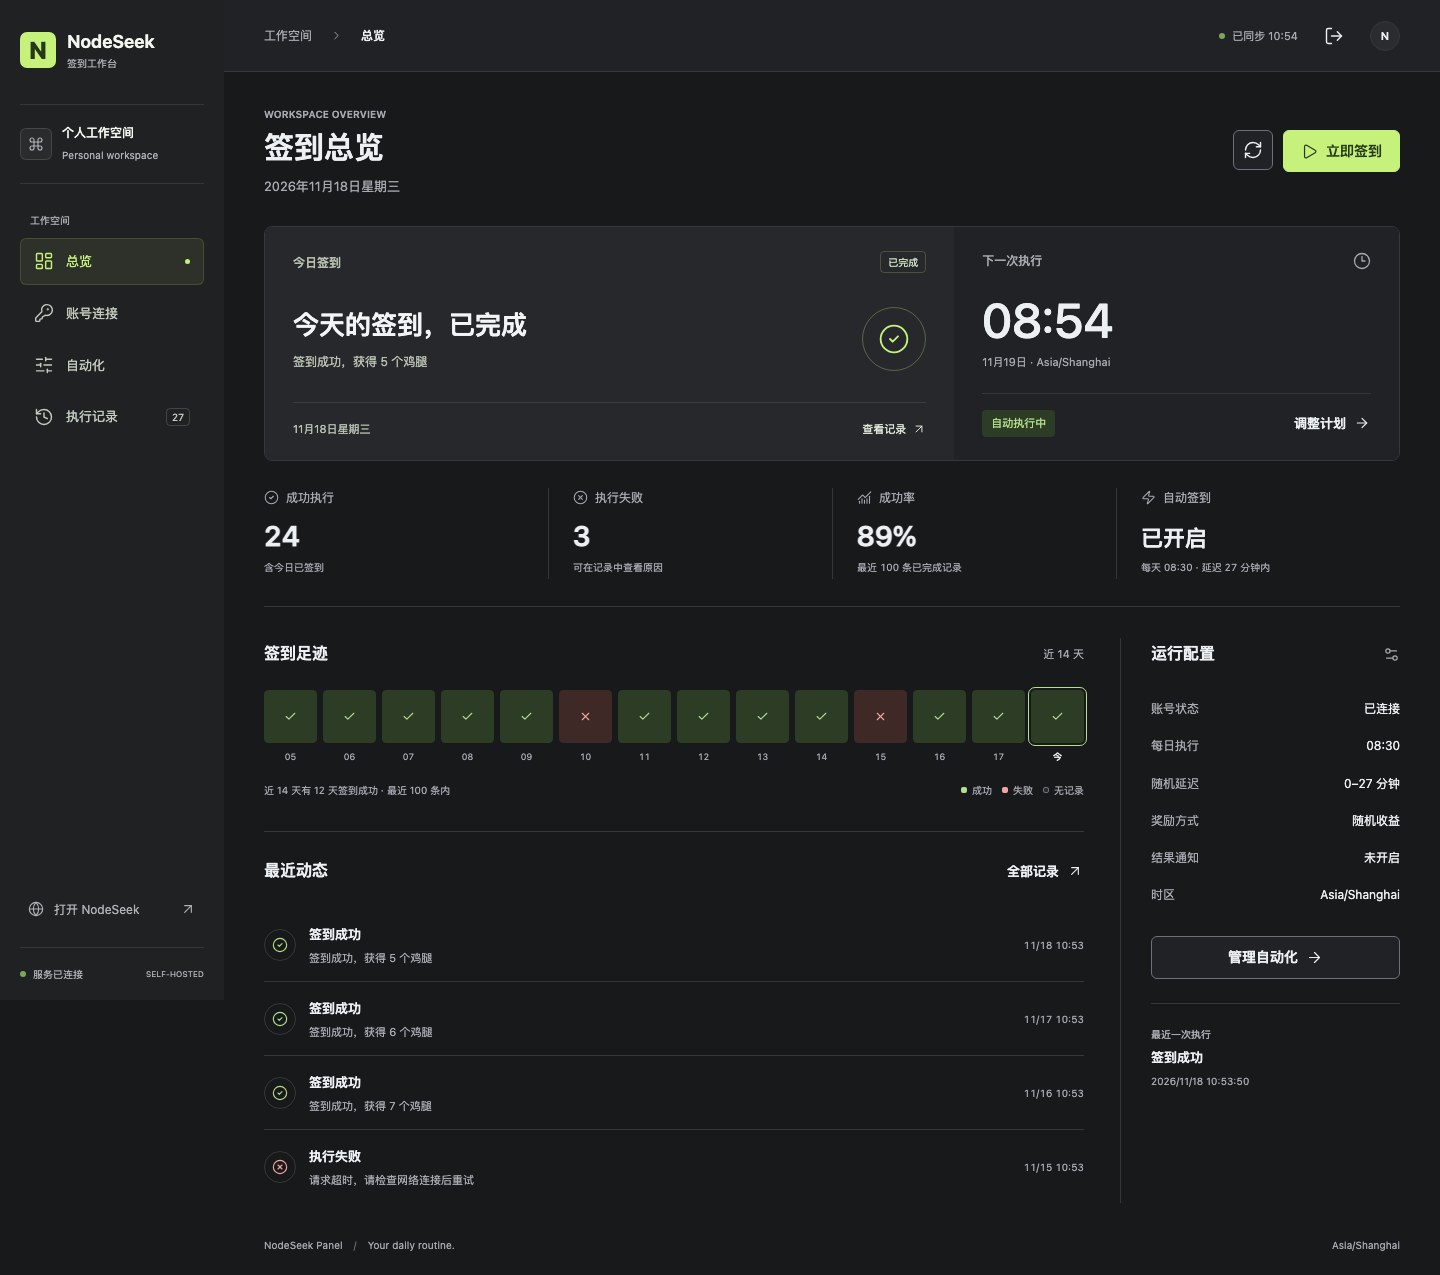 N
NodeSeek
签到工作台
个人工作空间
Personal workspace
工作空间
总览
账号连接
自动化
执行记录
27
打开 NodeSeek
服务已连接
SELF-HOSTED
工作空间
总览
已同步 10:54
N
WORKSPACE OVERVIEW
签到总览
2026年11月18日星期三
立即签到
今日签到
已完成
今天的签到，已完成
签到成功，获得 5 个鸡腿
11月18日星期三
查看记录
下一次执行
08:54
11月19日 · Asia/Shanghai
自动执行中
调整计划
成功执行
24
含今日已签到
执行失败
3
可在记录中查看原因
成功率
89%
最近 100 条已完成记录
自动签到
已开启
每天 08:30 · 延迟 27 分钟内
签到足迹
近 14 天
05 06 07 08 09 10 11 12 13 14 15 16 17 今
近 14 天有 12 天签到成功 · 最近 100 条内
成功 失败 无记录
最近动态
全部记录
签到成功
签到成功，获得 5 个鸡腿
11/18 10:53
签到成功
签到成功，获得 6 个鸡腿
11/17 10:53
签到成功
签到成功，获得 7 个鸡腿
11/16 10:53
执行失败
请求超时，请检查网络连接后重试
11/15 10:53
运行配置
账号状态 已连接
每日执行 08:30
随机延迟 0–27 分钟
奖励方式 随机收益
结果通知 未开启
时区 Asia/Shanghai
管理自动化
最近一次执行
签到成功
2026/11/18 10:53:50
NodeSeek Panel / Your daily routine.
Asia/Shanghai